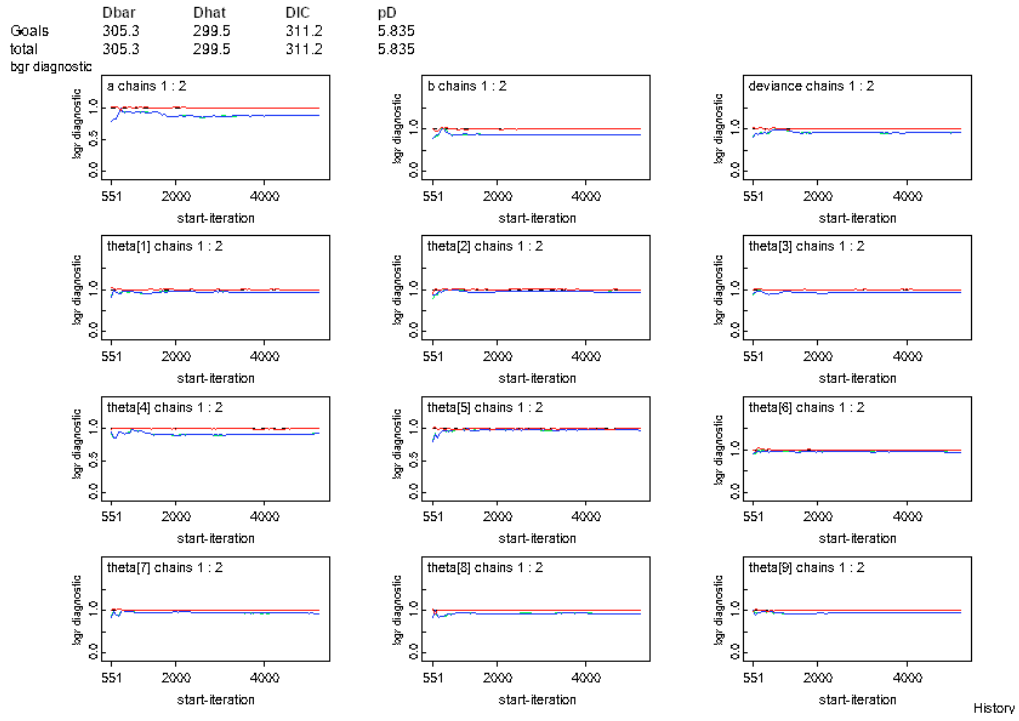 Dbar Dhat DIC pD
Goals 305.3 299.5 311.2 5.835
total 305.3 299.5 311.2 5.835
bgr diagnostic
a chains 1 : 2
bgr diagnostic
1.0
0.5
0.0
551 2000 4000
start-iteration
b chains 1 : 2
bgr diagnostic
1.0
0.0
551 2000 4000
start-iteration
deviance chains 1 : 2
bgr diagnostic
1.0
0.0
551 2000 4000
start-iteration
theta[1] chains 1 : 2
bgr diagnostic
1.0
0.0
551 2000 4000
start-iteration
theta[2] chains 1 : 2
bgr diagnostic
1.0
0.0
551 2000 4000
start-iteration
theta[3] chains 1 : 2
bgr diagnostic
1.0
0.0
551 2000 4000
start-iteration
theta[4] chains 1 : 2
bgr diagnostic
1.0
0.5
0.0
551 2000 4000
start-iteration
theta[5] chains 1 : 2
bgr diagnostic
1.0
0.5
0.0
551 2000 4000
start-iteration
theta[6] chains 1 : 2
bgr diagnostic
1.0
0.0
551 2000 4000
start-iteration
theta[7] chains 1 : 2
bgr diagnostic
1.0
0.0
551 2000 4000
start-iteration
theta[8] chains 1 : 2
bgr diagnostic
1.0
0.0
551 2000 4000
start-iteration
theta[9] chains 1 : 2
bgr diagnostic
1.0
0.0
551 2000 4000
start-iteration
History